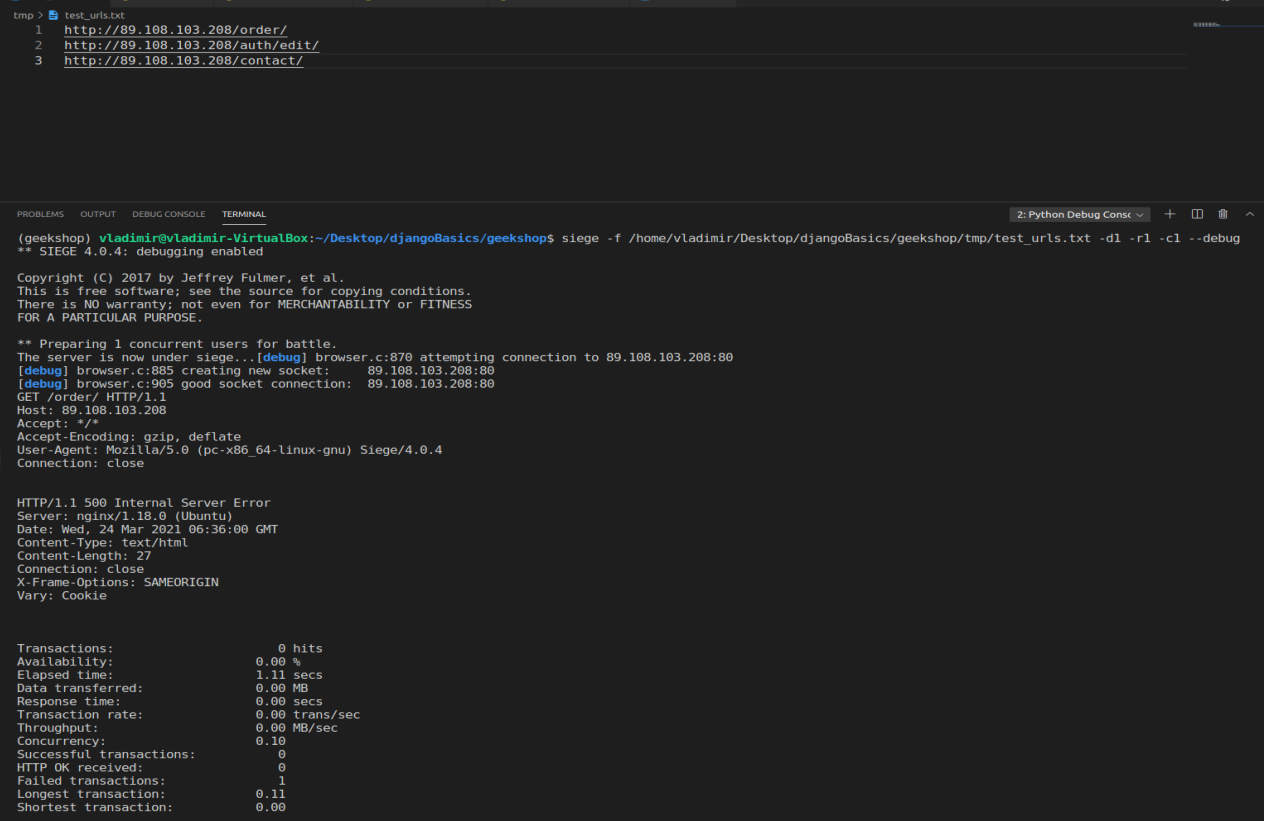 tmp > test_urls.txt
1 http://89.108.103.208/order/
2 http://89.108.103.208/auth/edit/
3 http://89.108.103.208/contact/
PROBLEMS OUTPUT DEBUG CONSOLE TERMINAL 2: Python Debug Consc
(geekshop) vladimir@vladimir-VirtualBox:~/Desktop/djangoBasics/geekshop$ siege -f /home/vladimir/Desktop/djangoBasics/geekshop/tmp/test_urls.txt -d1 -r1 -c1 --debug
** SIEGE 4.0.4: debugging enabled
Copyright (C) 2017 by Jeffrey Fulmer, et al.
This is free software; see the source for copying conditions.
There is NO warranty; not even for MERCHANTABILITY or FITNESS
FOR A PARTICULAR PURPOSE.
** Preparing 1 concurrent users for battle.
The server is now under siege...[debug] browser.c:870 attempting connection to 89.108.103.208:80
[debug] browser.c:885 creating new socket: 89.108.103.208:80
[debug] browser.c:905 good socket connection: 89.108.103.208:80
GET /order/ HTTP/1.1
Host: 89.108.103.208
Accept: */*
Accept-Encoding: gzip, deflate
User-Agent: Mozilla/5.0 (pc-x86_64-linux-gnu) Siege/4.0.4
Connection: close
HTTP/1.1 500 Internal Server Error
Server: nginx/1.18.0 (Ubuntu)
Date: Wed, 24 Mar 2021 06:36:00 GMT
Content-Type: text/html
Content-Length: 27
Connection: close
X-Frame-Options: SAMEORIGIN
Vary: Cookie
Transactions: 0 hits
Availability: 0.00 %
Elapsed time: 1.11 secs
Data transferred: 0.00 MB
Response time: 0.00 secs
Transaction rate: 0.00 trans/sec
Throughput: 0.00 MB/sec
Concurrency: 0.10
Successful transactions: 0
HTTP OK received: 0
Failed transactions: 1
Longest transaction: 0.11
Shortest transaction: 0.00